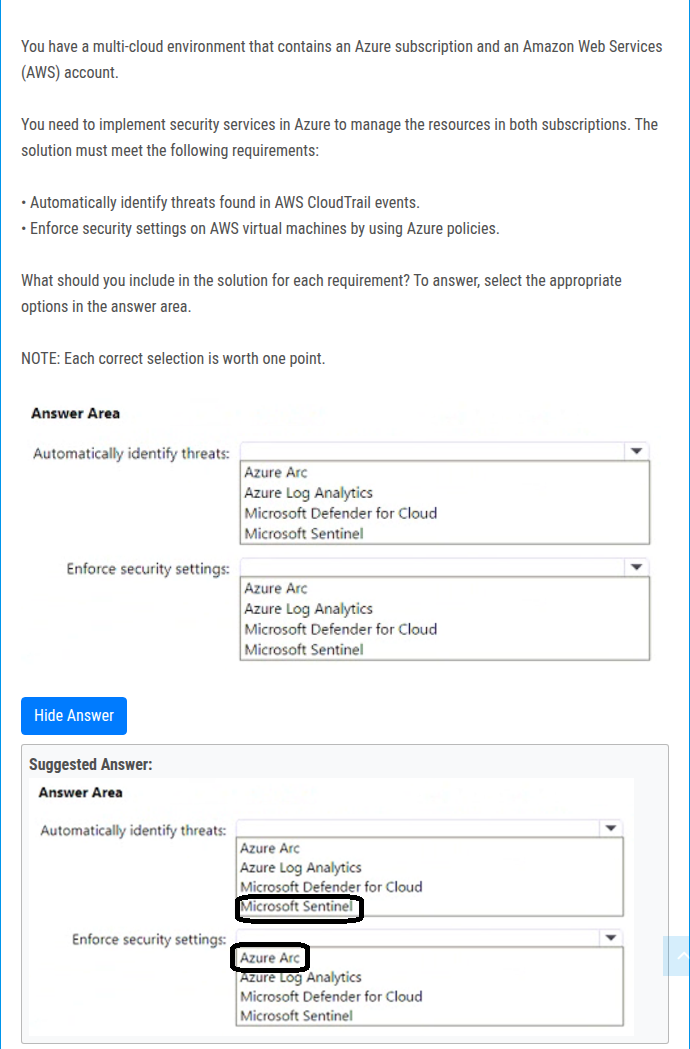 You have a multi-cloud environment that contains an Azure subscription and an Amazon Web Services
(AWS) account.
You need to implement security services in Azure to manage the resources in both subscriptions. The
solution must meet the following requirements:
• Automatically identify threats found in AWS CloudTrail events.
• Enforce security settings on AWS virtual machines by using Azure policies.
What should you include in the solution for each requirement? To answer, select the appropriate
options in the answer area.
NOTE: Each correct selection is worth one point.
Answer Area
Automatically identify threats:
Azure Arc
Azure Log Analytics
Microsoft Defender for Cloud
Microsoft Sentinel
Enforce security settings:
Azure Arc
Azure Log Analytics
Microsoft Defender for Cloud
Microsoft Sentinel
Hide Answer
Suggested Answer:
Answer Area
Automatically identify threats:
Azure Arc
Azure Log Analytics
Microsoft Defender for Cloud
Microsoft Sentinel
Enforce security settings:
Azure Arc
Azure Log Analytics
Microsoft Defender for Cloud
Microsoft Sentinel